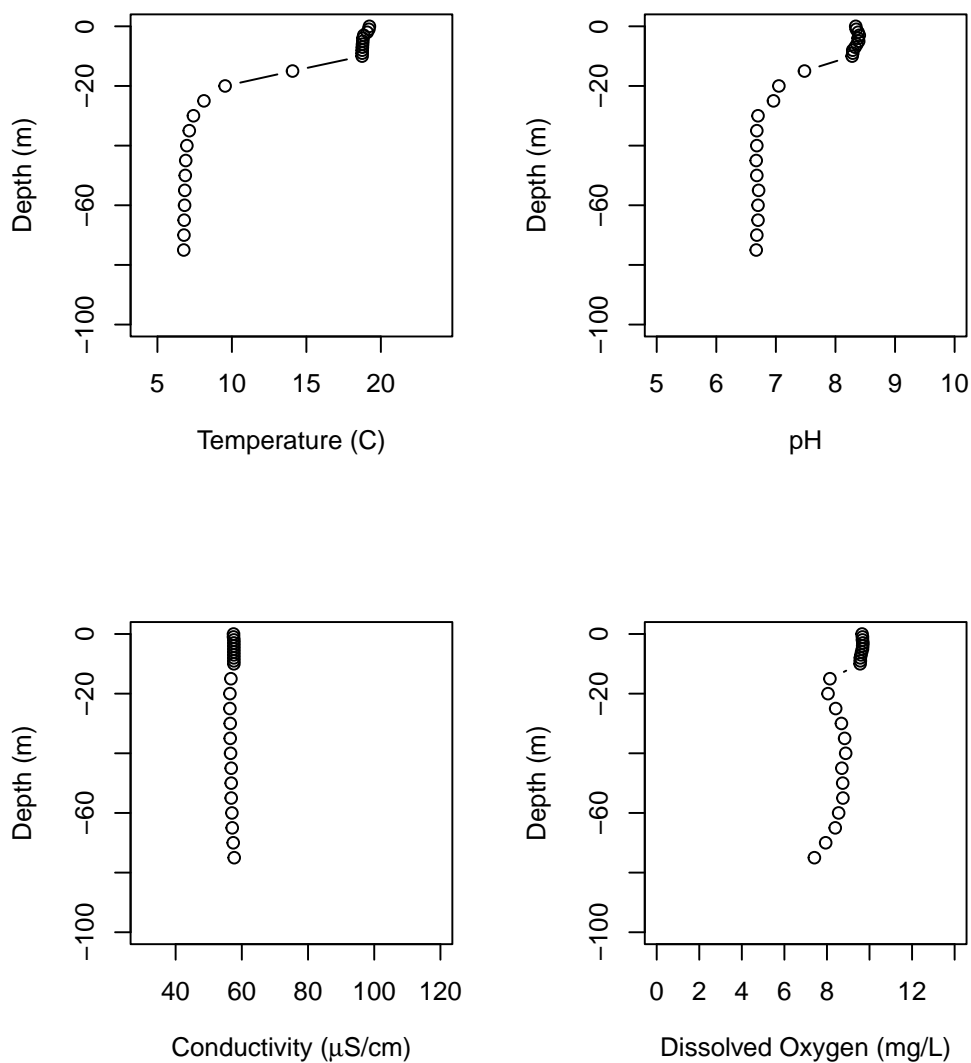 0
−20
−60
−100
Depth (m)
5 10 15 20
Temperature (C)
0
−20
−60
−100
Depth (m)
5 6 7 8 9 10
pH
0
−20
−60
−100
Depth (m)
40 60 80 100 120
Conductivity (μS/cm)
0
−20
−60
−100
Depth (m)
0 2 4 6 8 12
Dissolved Oxygen (mg/L)